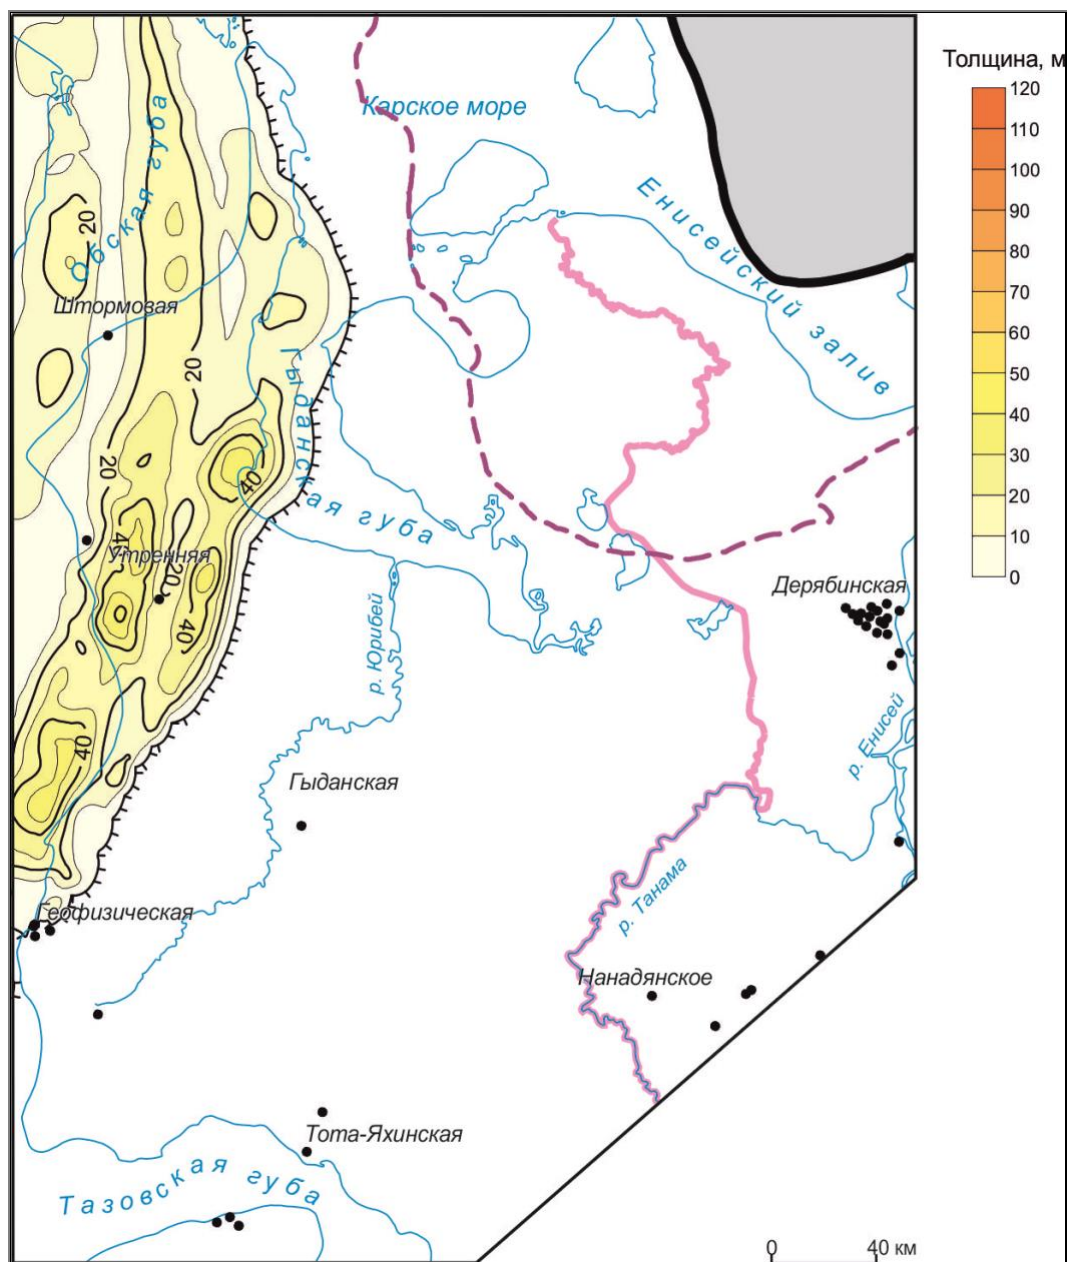 Толщина, м
120
110
100
90
80
70
60
50
40
30
20
10
0
Карское море
Обская губа
Енисейский залив
20
Штормовая
20
Гыданская губа
20
40
40
Утренняя
20
40
Дерябинская
р. Юрибей
р. Енисей
40
Гыданская
р. Танама
Геофизическая
Нанадянское
Тота-Яхинская
Тазовская губа
0 40 км